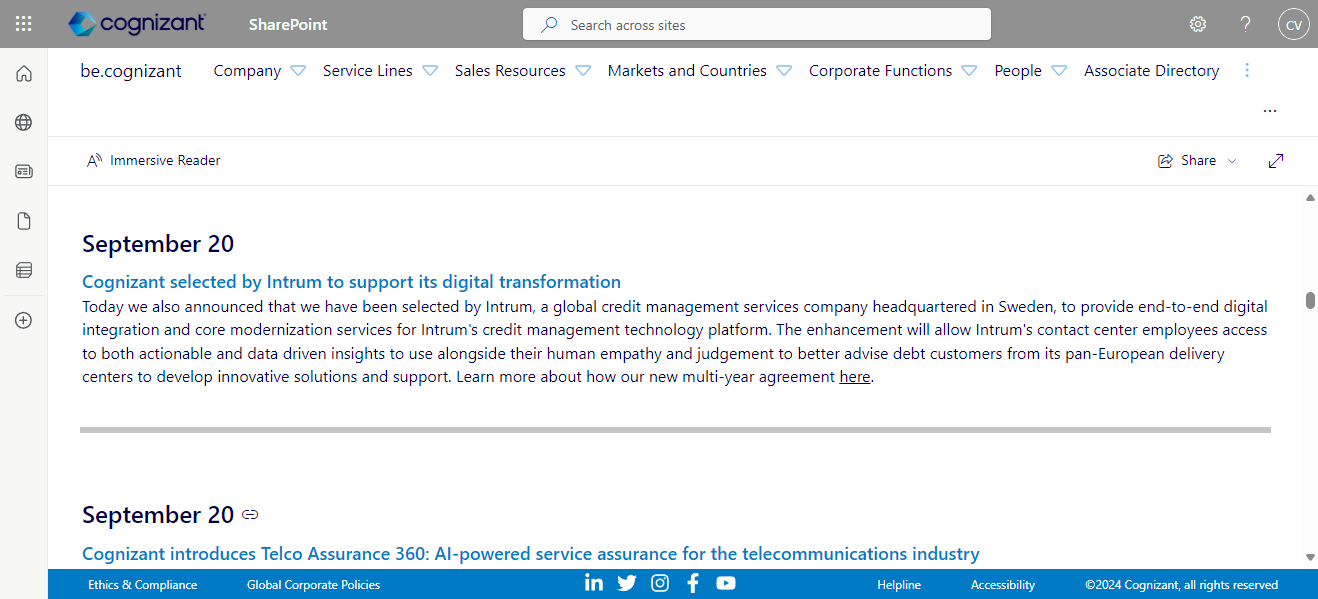 cognizant SharePoint Search across sites ? CV
be.cognizant Company Service Lines Sales Resources Markets and Countries Corporate Functions People Associate Directory
...
Immersive Reader Share
September 20
Cognizant selected by Intrum to support its digital transformation
Today we also announced that we have been selected by Intrum, a global credit management services company headquartered in Sweden, to provide end-to-end digital
integration and core modernization services for Intrum's credit management technology platform. The enhancement will allow Intrum's contact center employees access
to both actionable and data driven insights to use alongside their human empathy and judgement to better advise debt customers from its pan-European delivery
centers to develop innovative solutions and support. Learn more about how our new multi-year agreement here.
September 20
Cognizant introduces Telco Assurance 360: AI-powered service assurance for the telecommunications industry
Ethics & Compliance Global Corporate Policies Helpline Accessibility ©2024 Cognizant, all rights reserved